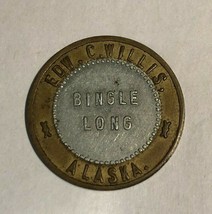 EDW. C. WILLIS,
BINGLE
LONG
ALASKA.